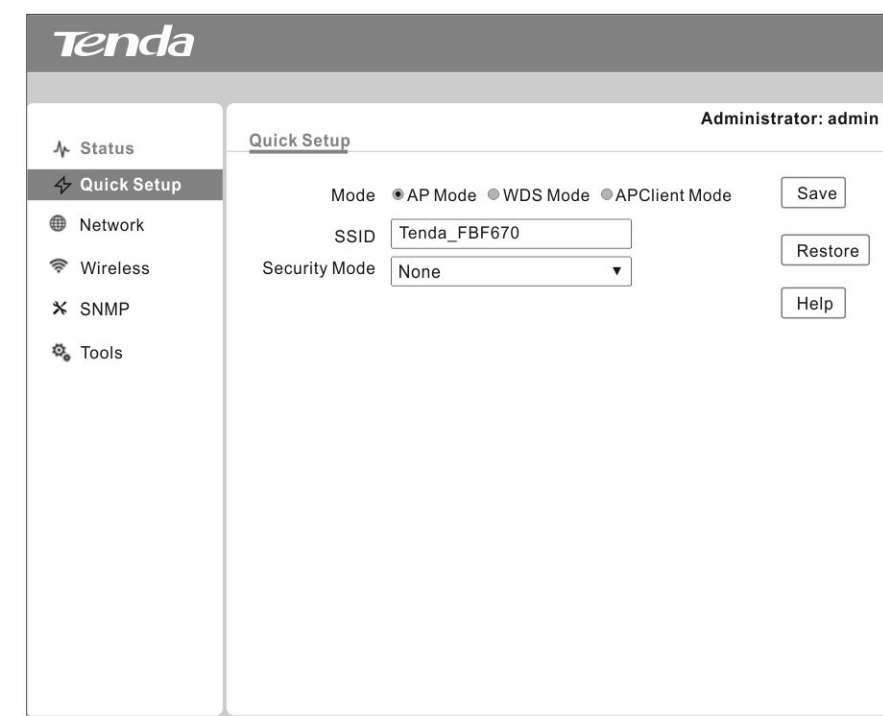 Tenda
Administrator: admin
Quick Setup
Status
Quick Setup
Network
Wireless
SNMP
Tools
Mode AP Mode WDS Mode APClient Mode
SSID Tenda_FBF670
Security Mode None
Save
Restore
Help